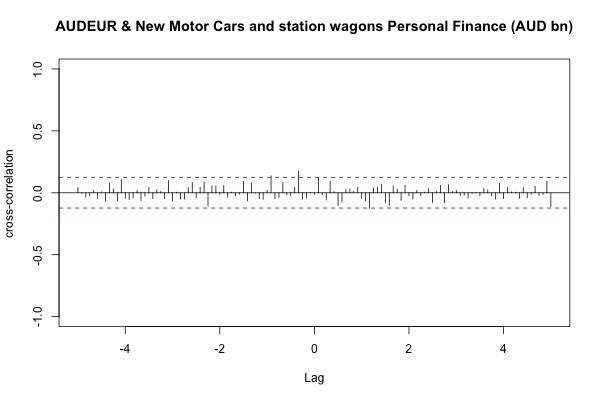 AUDEUR & New Motor Cars and station wagons Personal Finance (AUD bn)
1.0
0.5
0.0
-0.5
-1.0
cross-correlation
-4 -2 0 2 4
Lag